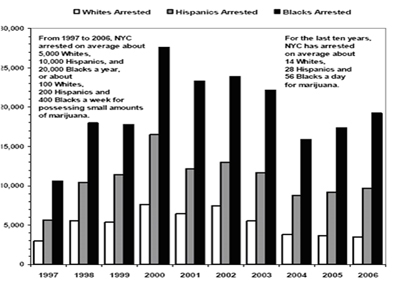 Whites Arrested Hispanics Arrested Blacks Arrested
From 1997 to 2006, NYC
arrested on average about
5,000 Whites,
10,000 Hispanics, and
20,000 Blacks a year,
or about
100 Whites,
200 Hispanics and
400 Blacks a week for
possessing small amounts
of marijuana.
For the last ten years,
NYC has arrested
on average about
14 Whites,
28 Hispanics and
56 Blacks a day
for marijuana.
0,000
25,000
20,000
15,000
10,000
5,000
0
1997 1998 1999 2000 2001 2002 2003 2004 2005 2006